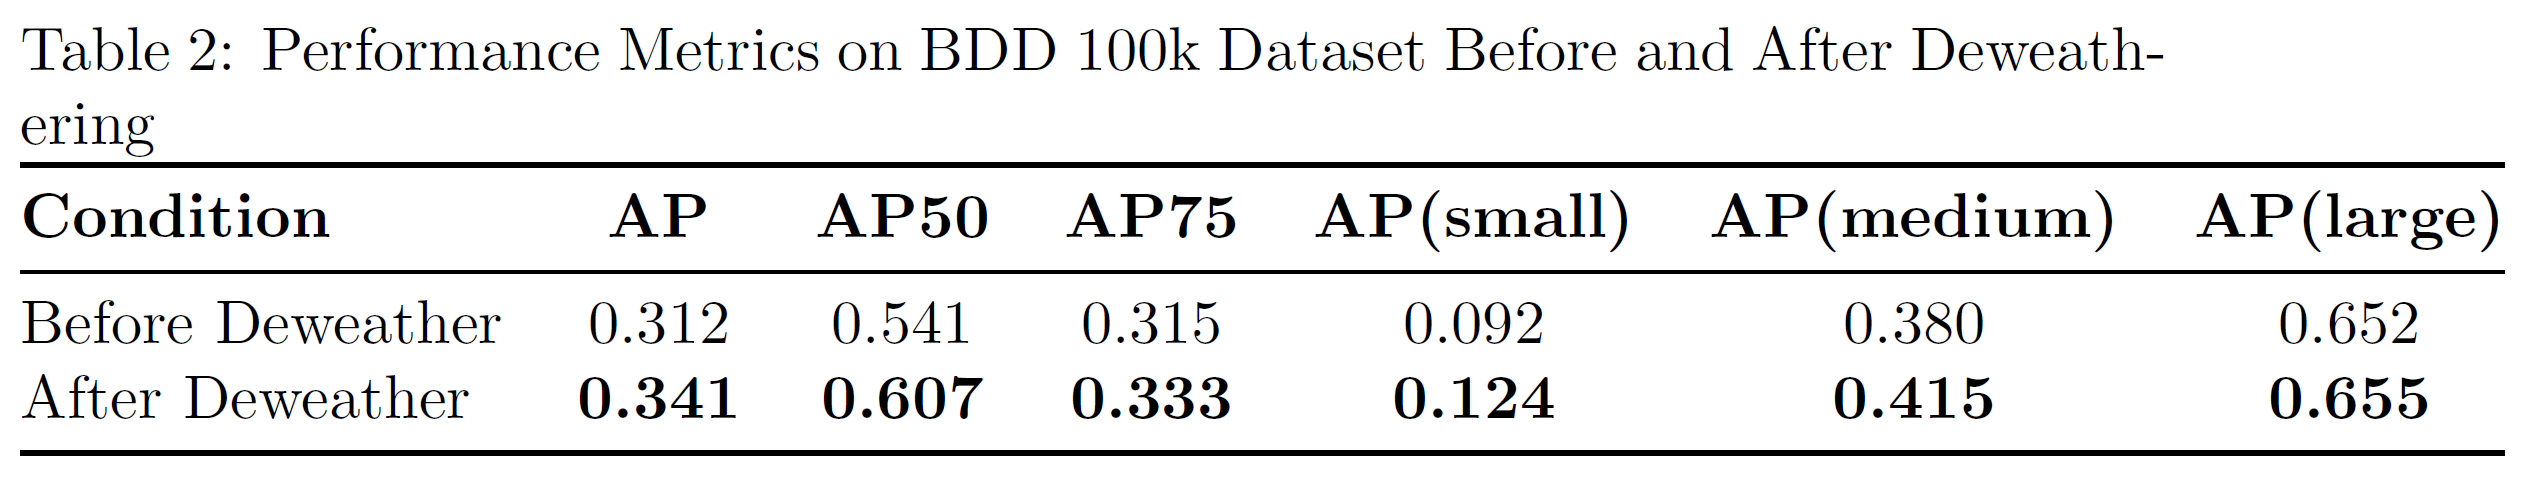 Table 2: Performance Metrics on BDD 100k Dataset Before and After Deweath-
ering
Condition AP AP50 AP75 AP(small) AP(medium) AP(large)
Before Deweather 0.312 0.541 0.315 0.092 0.380 0.652
After Deweather 0.341 0.607 0.333 0.124 0.415 0.655